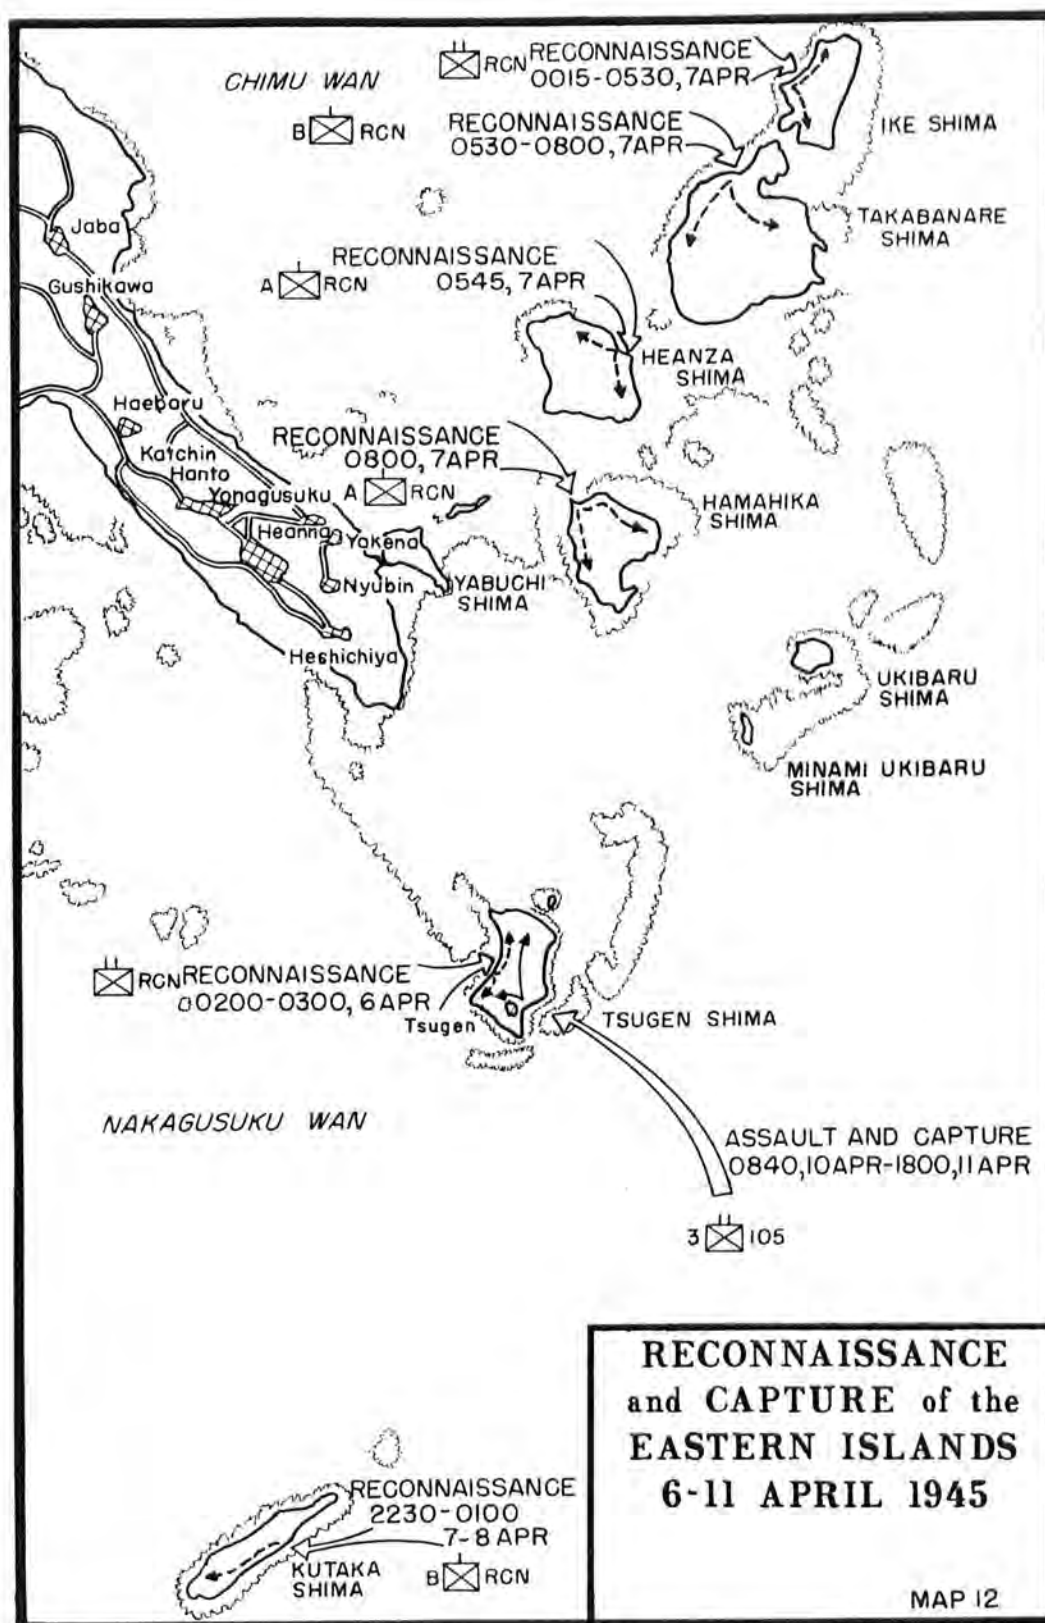 CHIMU WAN
RCN
RECONNAISSANCE
0015-0530, 7APR
B
RCN
RECONNAISSANCE
0530-0800, 7APR
IKE SHIMA
TAKABANARE
SHIMA
Jaba
Gushikawa
A
RCN
RECONNAISSANCE
0545, 7APR
HEANZA
SHIMA
Haebaru
Katchin
Hanto
Yonagusuku
RECONNAISSANCE
0800, 7APR
A
RCN
HAMAHIKA
SHIMA
Heanna
Yakena
Nyubin
YABUCHI
SHIMA
Heshichiya
UKIBARU
SHIMA
MINAMI UKIBARU
SHIMA
RCN
RECONNAISSANCE
0200-0300, 6APR
Tsugen
TSUGEN SHIMA
NAKAGUSUKU WAN
ASSAULT AND CAPTURE
0840, 10APR-1800, 11APR
3
105
RECONNAISSANCE
2230-0100
7-8 APR
KUTAKA
SHIMA
B
RCN
RECONNAISSANCE
and CAPTURE of the
EASTERN ISLANDS
6-11 APRIL 1945
MAP 12